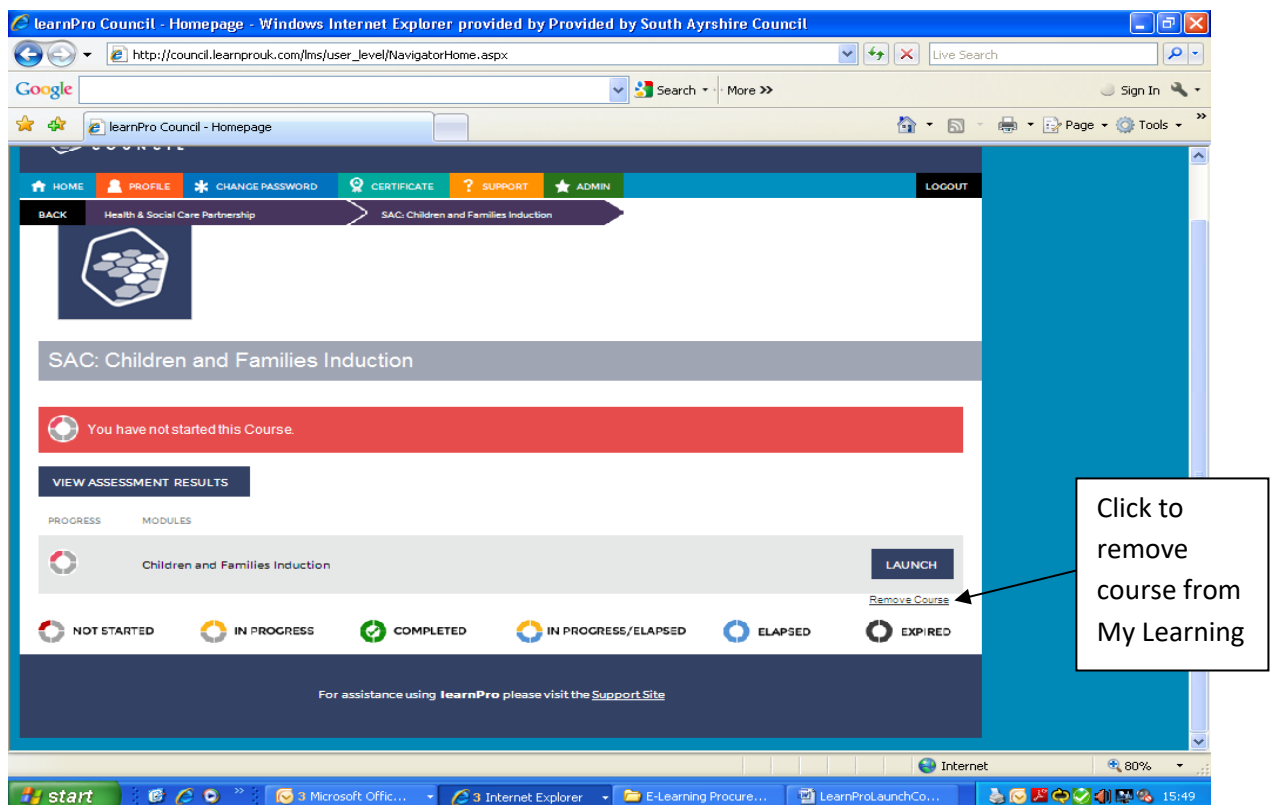 learnPro Council - Homepage - Windows Internet Explorer provided by Provided by South Ayrshire Council
http://council.learnprouk.com/lms/user_level/NavigatorHome.aspx
Live Search
Google
Search
More >>
Sign In
learnPro Council - Homepage
Page
Tools
»
HOME
PROFILE
CHANGE PASSWORD
CERTIFICATE
? SUPPORT
ADMIN
LOGOUT
BACK
Health & Social Care Partnership
SAC: Children and Families Induction
SAC: Children and Families Induction
You have not started this Course.
VIEW ASSESSMENT RESULTS
PROGRESS
MODULES
Children and Families Induction
LAUNCH
Remove Course
Click to
remove
course from
My Learning
NOT STARTED
IN PROGRESS
COMPLETED
IN PROGRESS/ELAPSED
ELAPSED
EXPIRED
For assistance using learnPro please visit the Support Site
Internet
80%
start
»
3 Microsoft Offic...
3 Internet Explorer
E-Learning Procure...
LearnProLaunchCo...
15:49